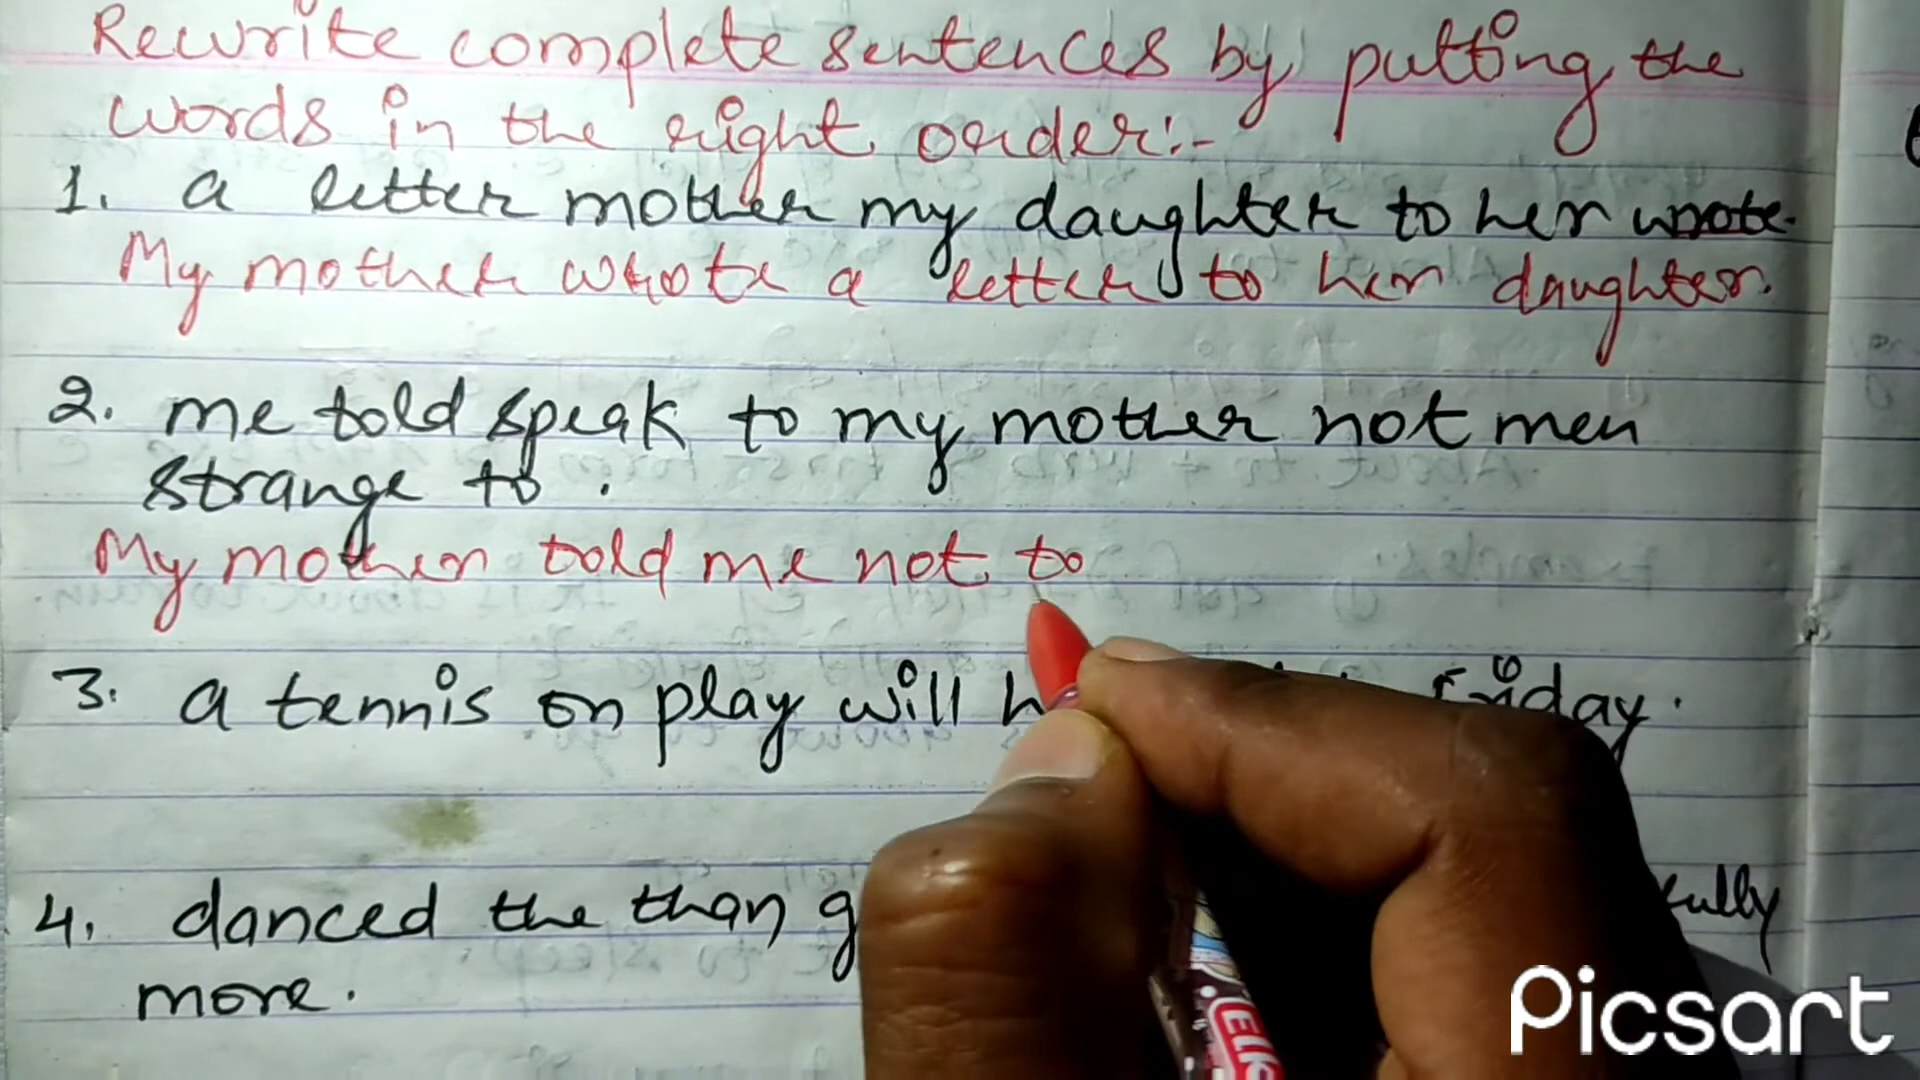 Rewrite complete sentences by putting the
words in the right order:-
1. a letter mother my daughter to her wrote.
My mother wrote a letter to her daughter.
2. me told speak to my mother not men
strange to.
My mother told me not to
3. a tennis on play will Friday.
4. danced the than
more.
ELK
Picsart